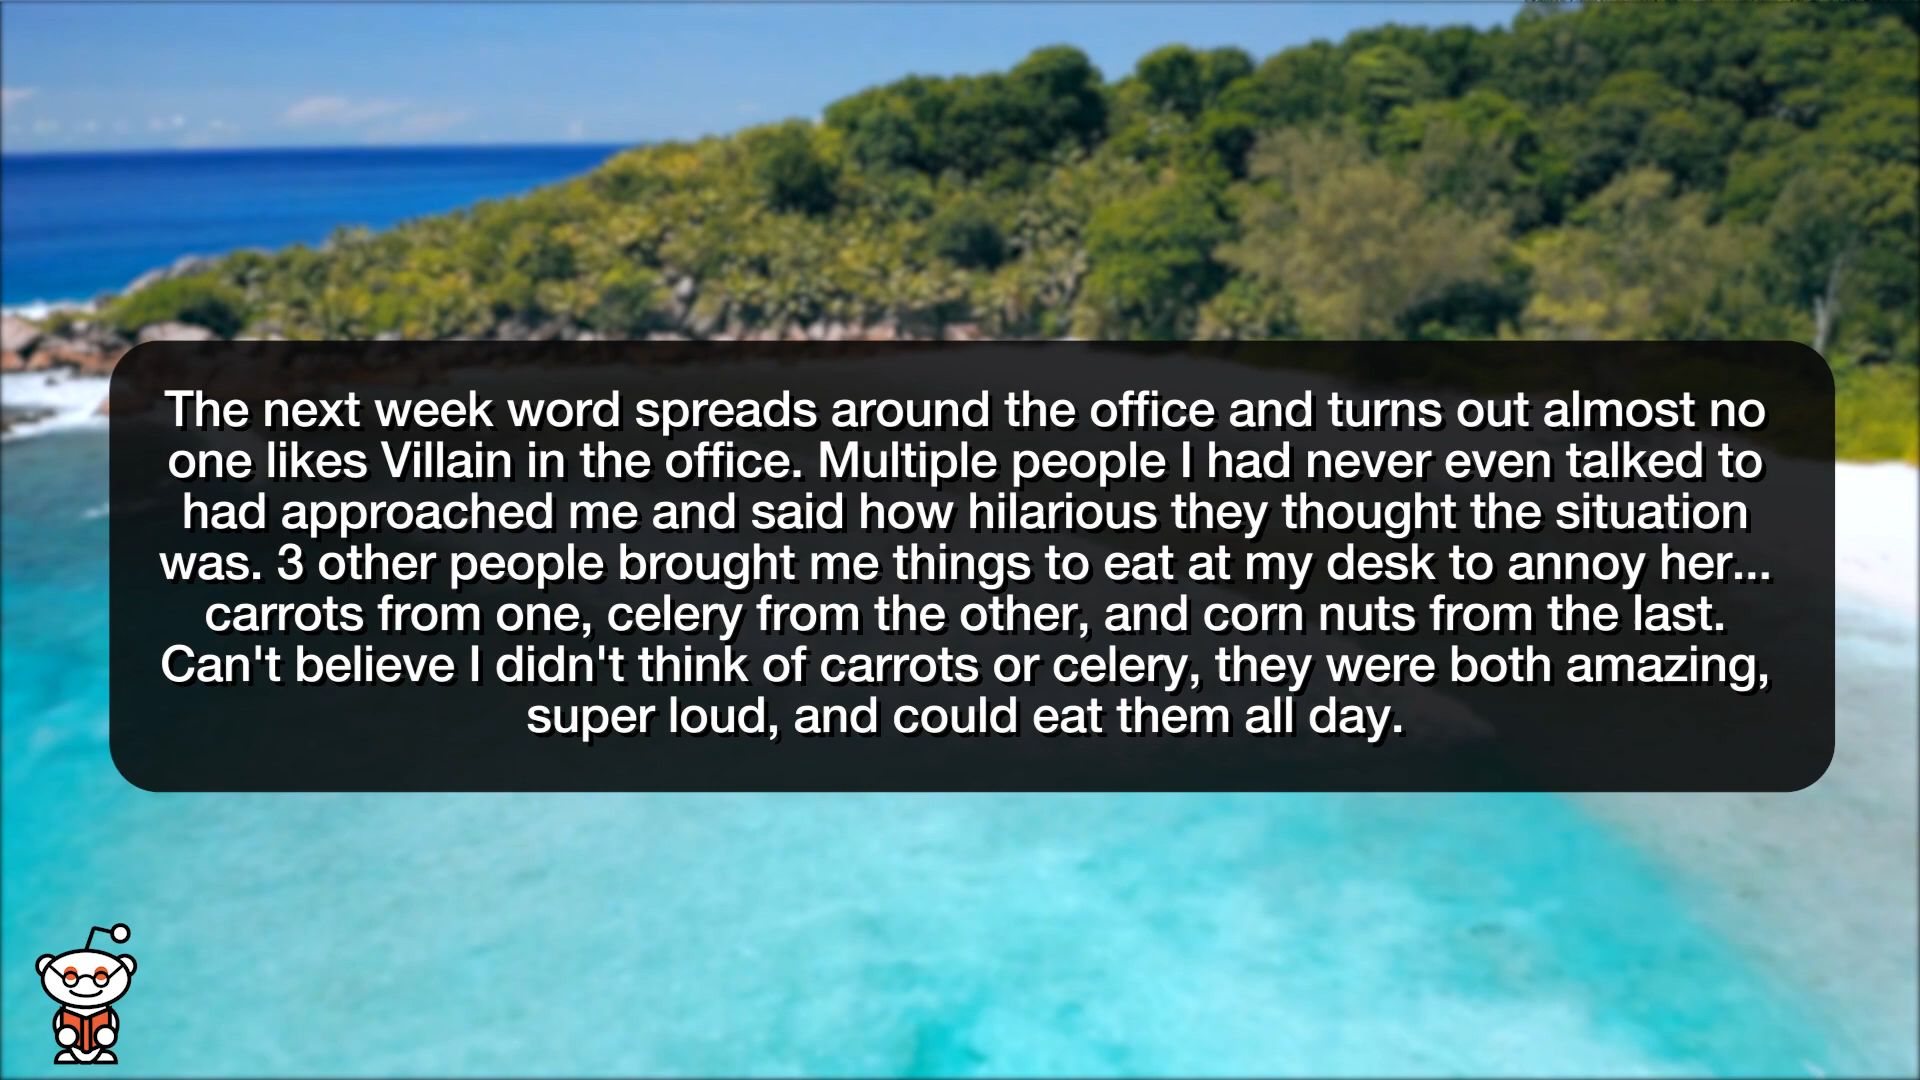 The next week word spreads around the office and turns out almost no
one likes Villain in the office. Multiple people I had never even talked to
had approached me and said how hilarious they thought the situation
was. 3 other people brought me things to eat at my desk to annoy her...
carrots from one, celery from the other, and corn nuts from the last.
Can't believe I didn't think of carrots or celery, they were both amazing,
super loud, and could eat them all day.